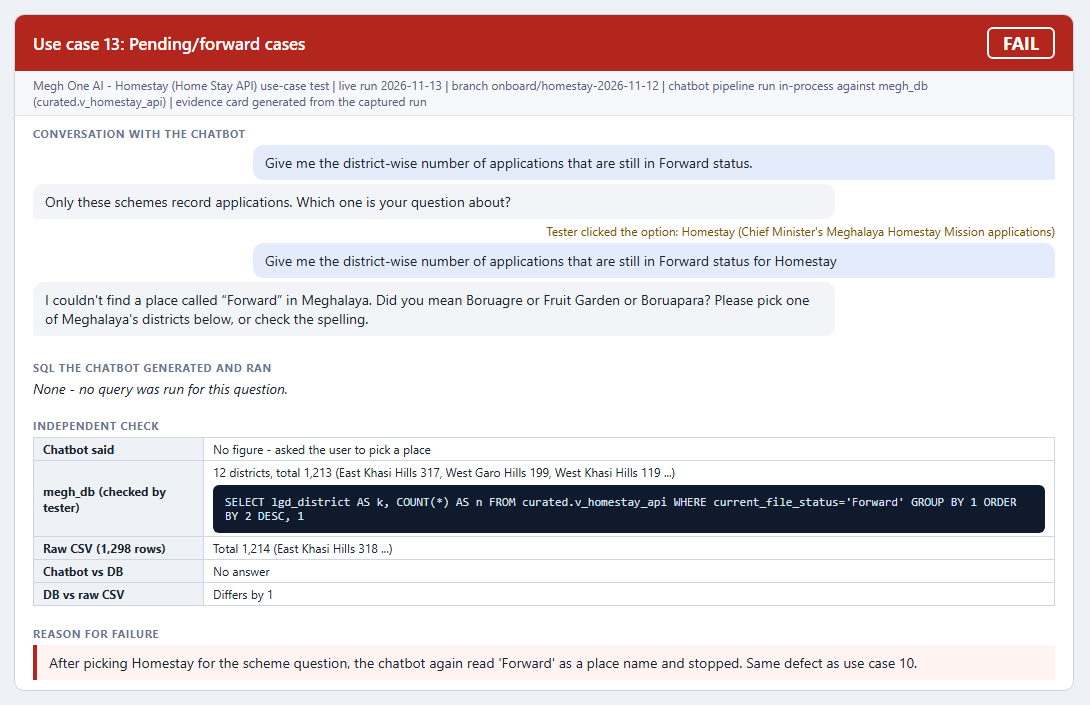 Use case 13: Pending/forward cases
FAIL
Megh One AI - Homestay (Home Stay API) use-case test | live run 2026-11-13 | branch onboard/homestay-2026-11-12 | chatbot pipeline run in-process against megh_db
(curated.v_homestay_api) | evidence card generated from the captured run
CONVERSATION WITH THE CHATBOT
Give me the district-wise number of applications that are still in Forward status.
Only these schemes record applications. Which one is your question about?
Tester clicked the option: Homestay (Chief Minister's Meghalaya Homestay Mission applications)
Give me the district-wise number of applications that are still in Forward status for Homestay
I couldn't find a place called “Forward” in Meghalaya. Did you mean Boruagre or Fruit Garden or Boruapara? Please pick one
of Meghalaya's districts below, or check the spelling.
SQL THE CHATBOT GENERATED AND RAN
None - no query was run for this question.
INDEPENDENT CHECK
Chatbot said
No figure - asked the user to pick a place
megh_db (checked by
tester)
12 districts, total 1,213 (East Khasi Hills 317, West Garo Hills 199, West Khasi Hills 119 ...)
SELECT lgd_district AS k, COUNT(*) AS n FROM curated.v_homestay_api WHERE current_file_status='Forward' GROUP BY 1 ORDER
BY 2 DESC, 1
Raw CSV (1,298 rows)
Total 1,214 (East Khasi Hills 318 ...)
Chatbot vs DB
No answer
DB vs raw CSV
Differs by 1
REASON FOR FAILURE
After picking Homestay for the scheme question, the chatbot again read 'Forward' as a place name and stopped. Same defect as use case 10.